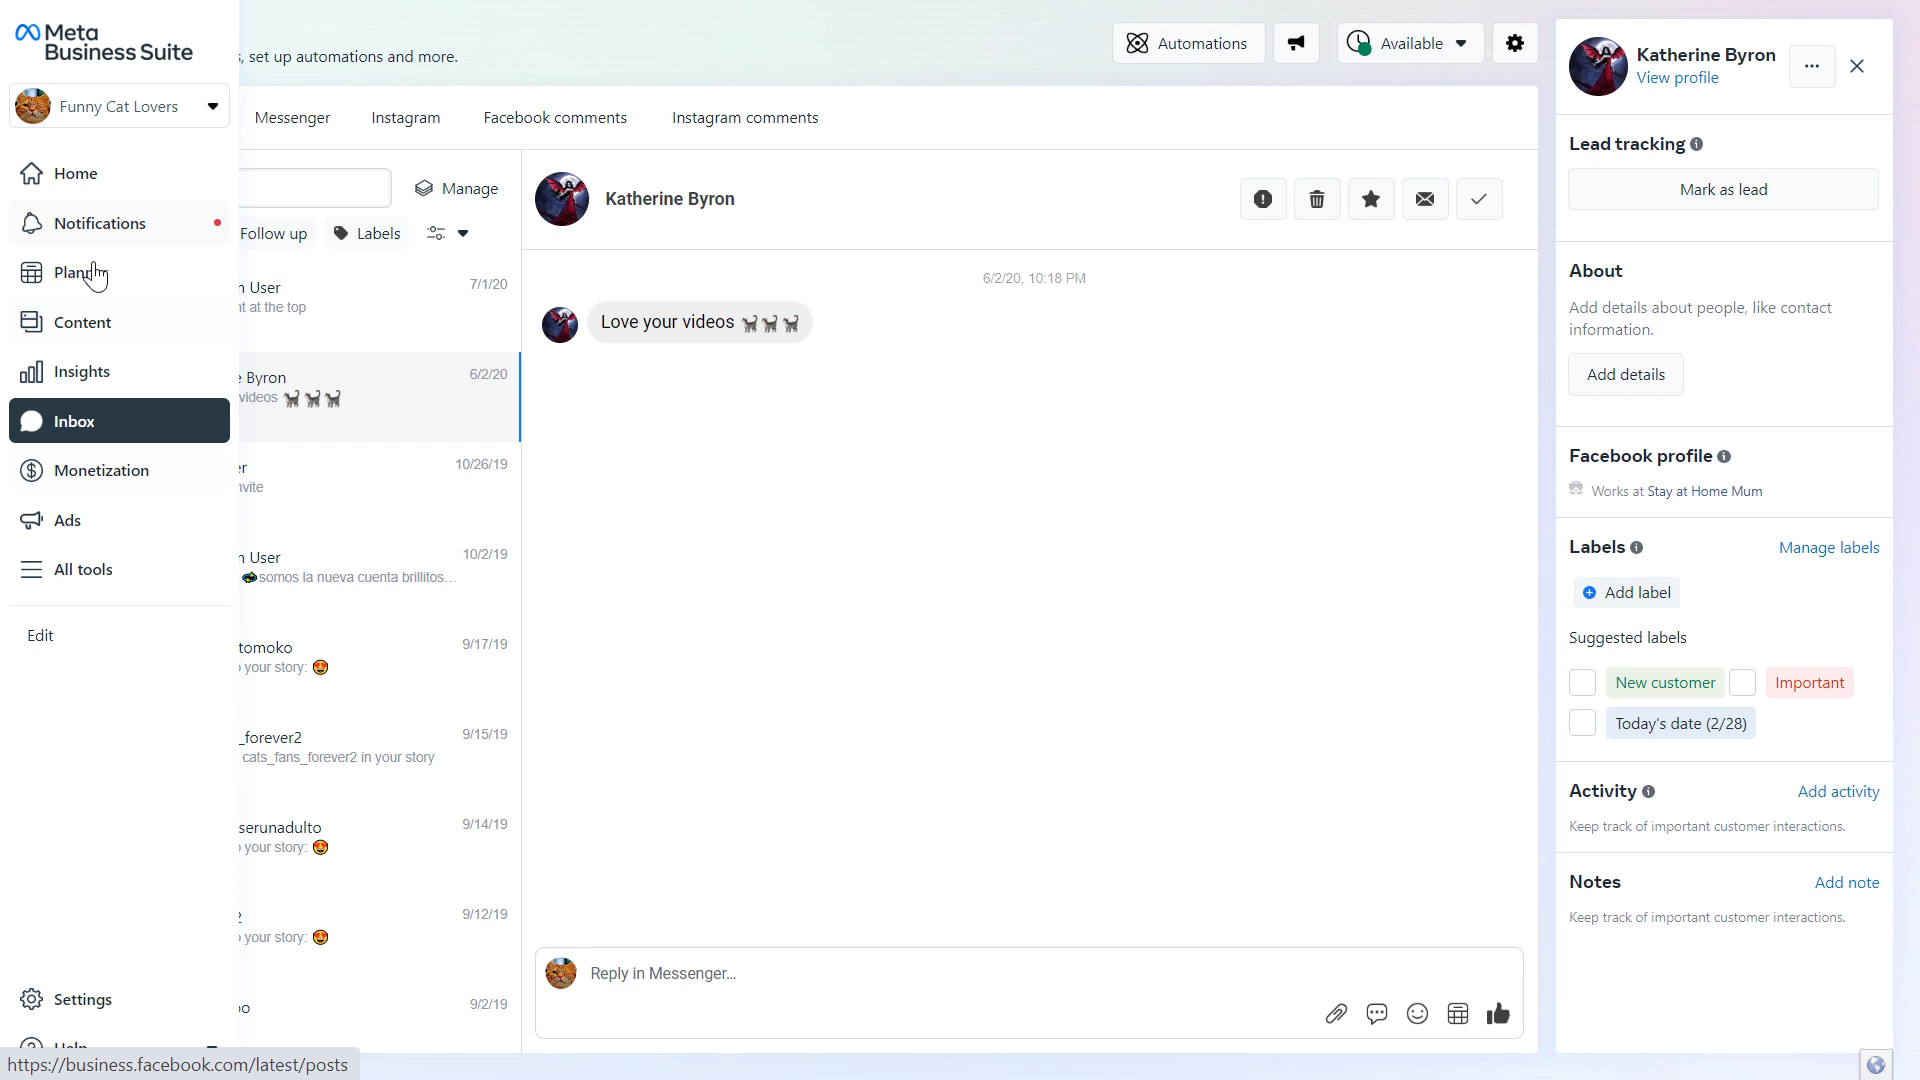 Meta
Business Suite
Funny Cat Lovers
Home
Notifications
Content
Insights
Inbox
Monetization
Ads
All tools
Edit
Settings
https://business.facebook.com/latest/posts
, set up automations and more.
Automations
Available
Messenger
Instagram
Facebook comments
Instagram comments
Manage
Follow up
Labels
User
7/1/20
at the top
Byron
6/2/20
videos 🐈‍⬛🐈‍⬛🐈‍⬛
10/26/19
User
10/2/19
somos la nueva cuenta brillitos...
tomoko
9/17/19
your story: 😍
_forever2
9/15/19
cats_fans_forever2 in your story
serunadulto
9/14/19
your story: 😍
9/12/19
your story: 😍
9/2/19
Katherine Byron
6/2/20, 10:18 PM
Love your videos 🐈‍⬛🐈‍⬛🐈‍⬛
Reply in Messenger...
Katherine Byron
View profile
Lead tracking
Mark as lead
About
Add details about people, like contact
information.
Add details
Facebook profile
Works at Stay at Home Mum
Labels
Manage labels
Add label
Suggested labels
New customer
Important
Today's date (2/28)
Activity
Add activity
Keep track of important customer interactions.
Notes
Add note
Keep track of important customer interactions.